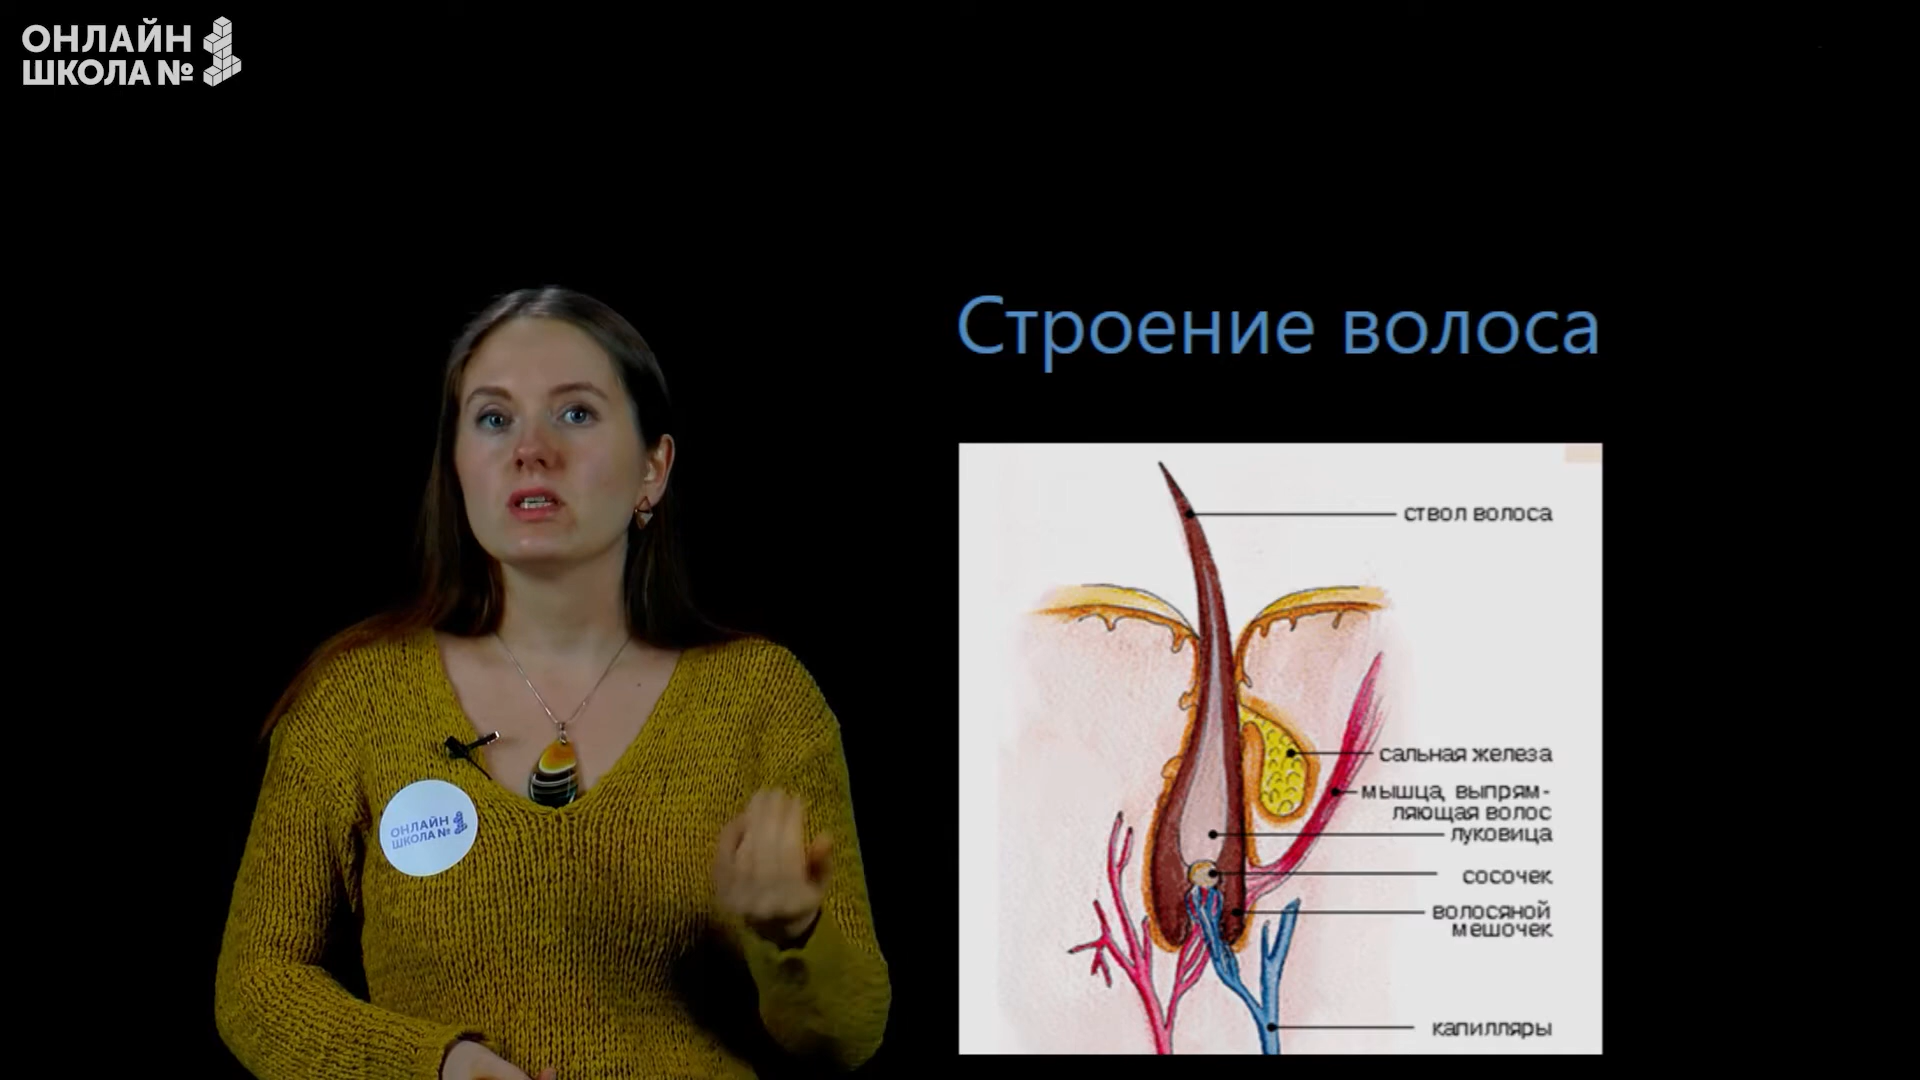 ОНЛАЙН
ШКОЛА №
Строение волоса
ствол волоса
сальная железа
мышца, выпрям-
ляющая волос
луковица
сосочек
волосяной
мешочек
капилляры
ОНЛАЙН
ШКОЛА №